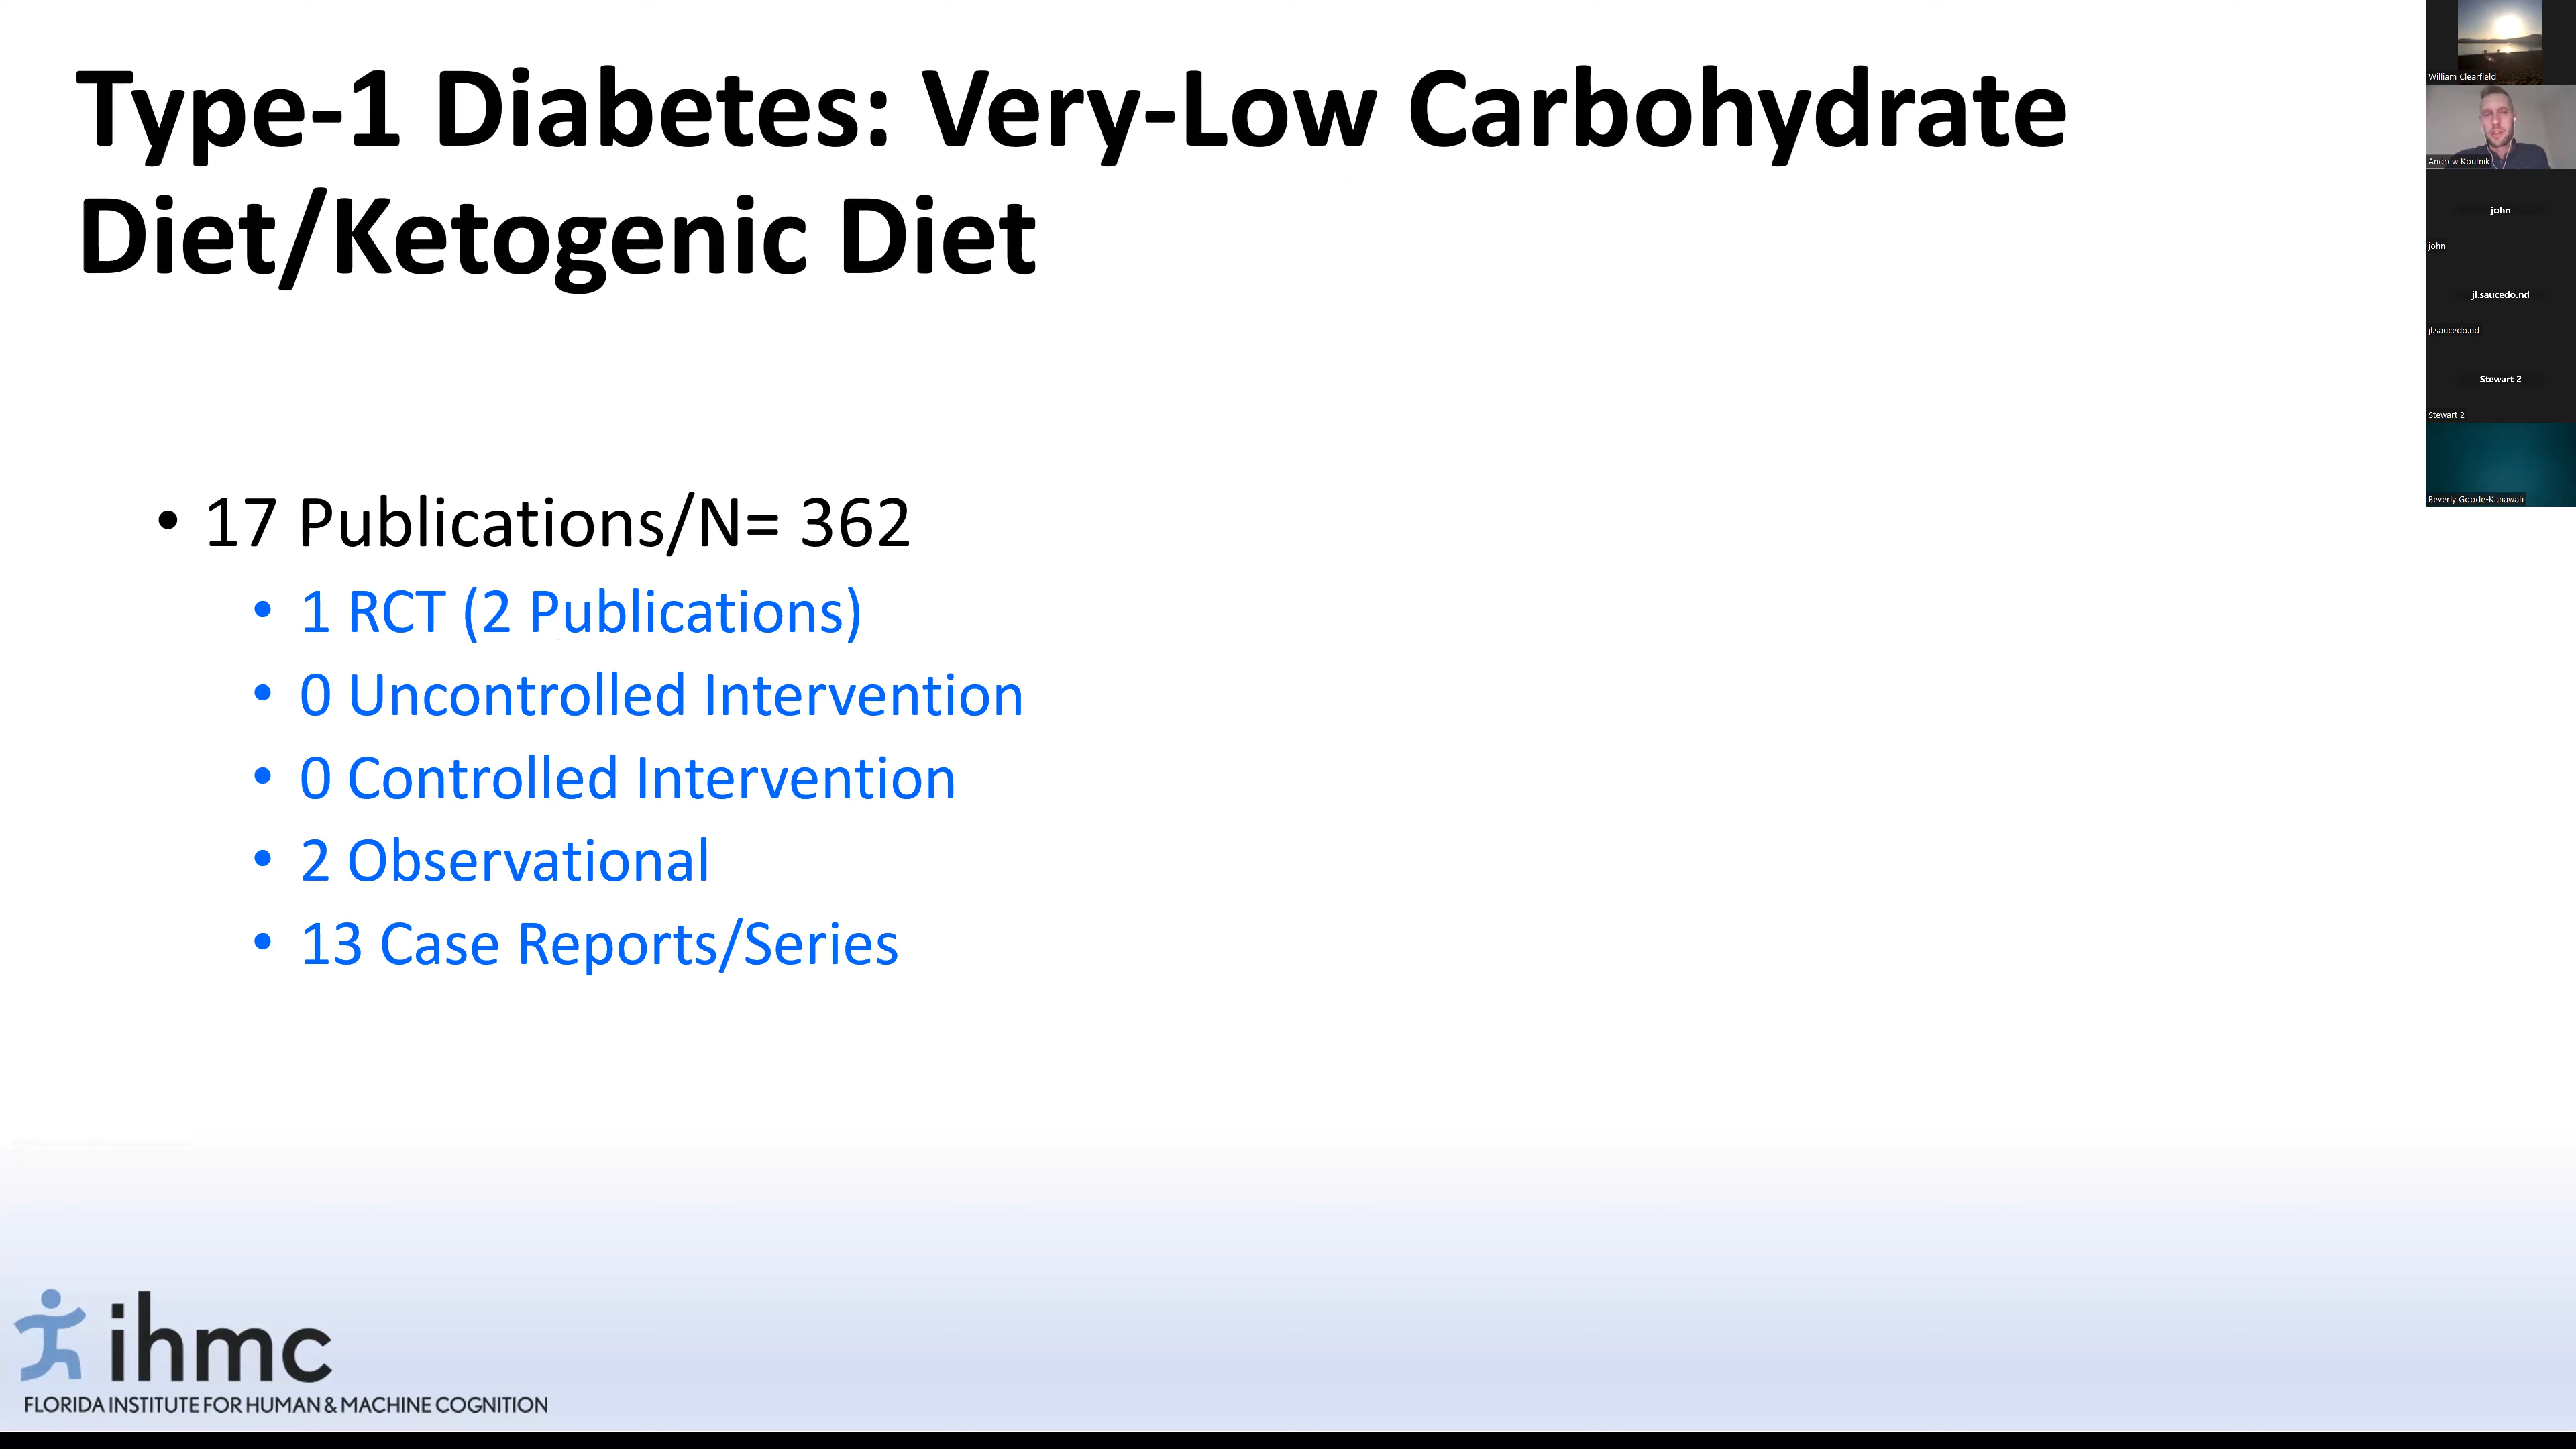 Type-1 Diabetes: Very-Low Carbohydrate
Diet/Ketogenic Diet
• 17 Publications/N= 362
• 1 RCT (2 Publications)
• 0 Uncontrolled Intervention
• 0 Controlled Intervention
• 2 Observational
• 13 Case Reports/Series
ihmc
FLORIDA INSTITUTE FOR HUMAN & MACHINE COGNITION
William Clearfield
Andrew Koutnik
john
john
jl.saucedo.nd
jl.saucedo.nd
Stewart 2
Stewart 2
Beverly Goode-Kanawati